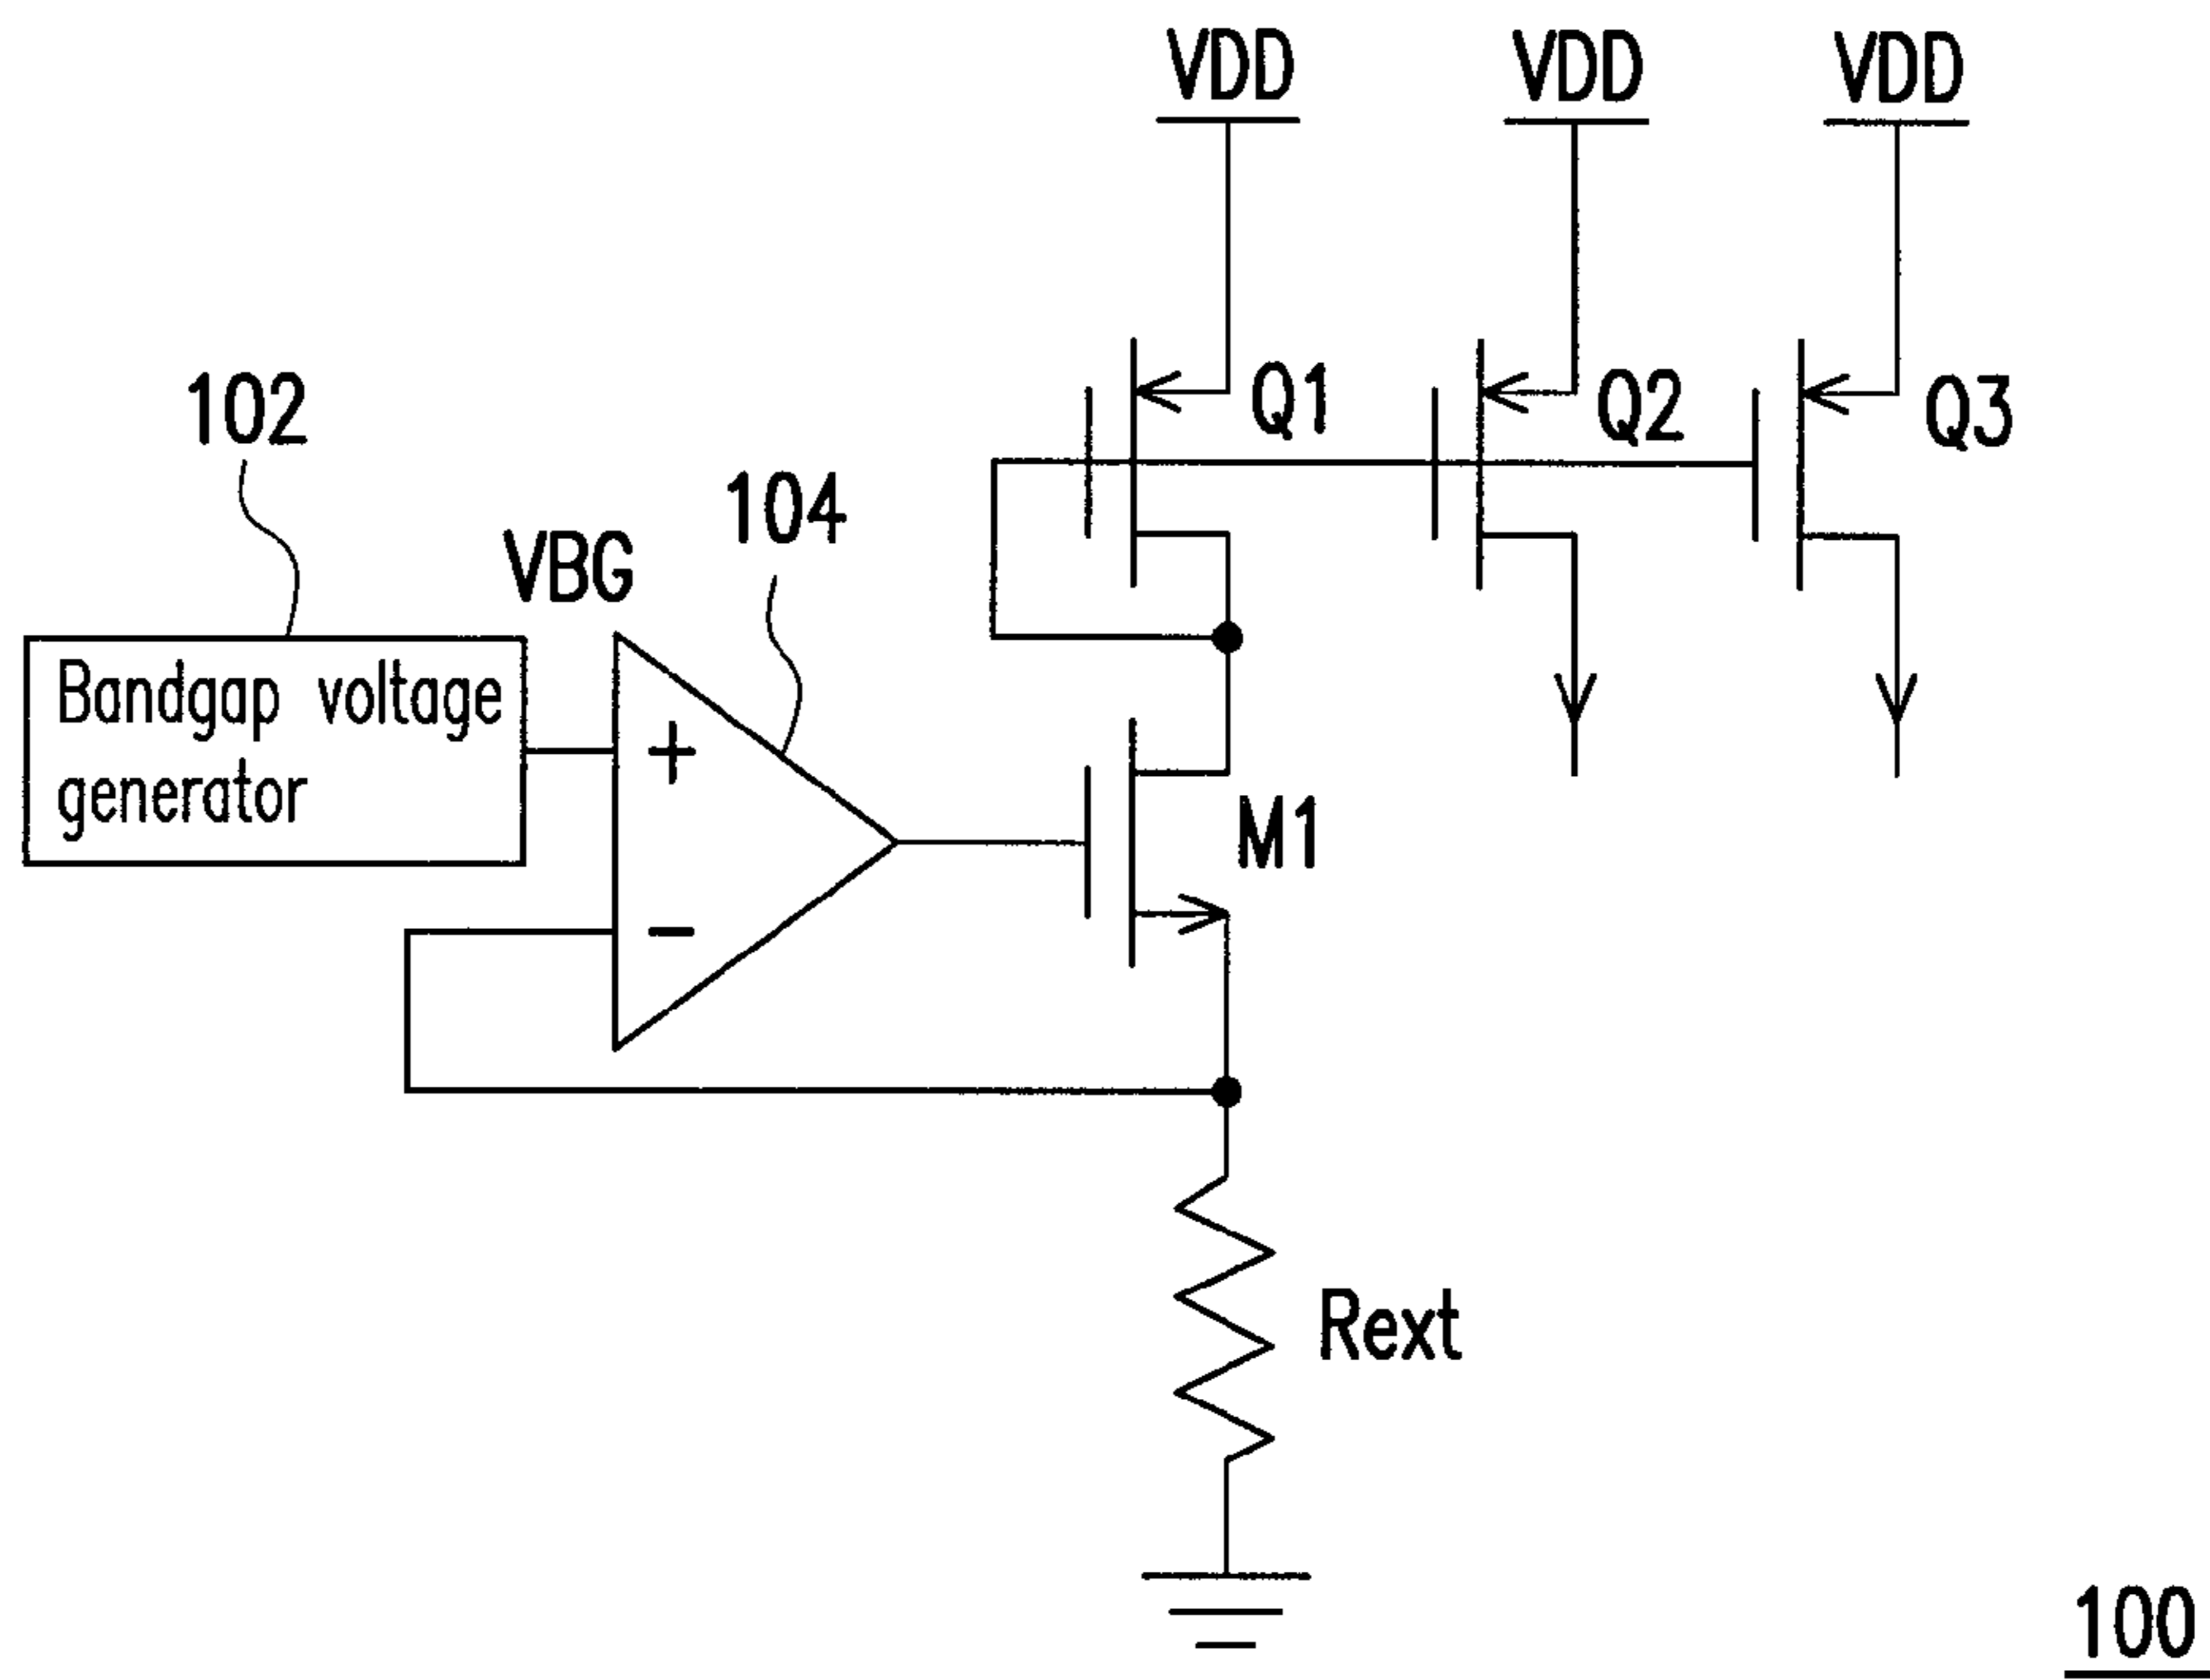 VDD
VDD
VDD
Q1
Q2
Q3
102
104
VBG
Bandgap voltage
generator
+
-
M1
Rext
100